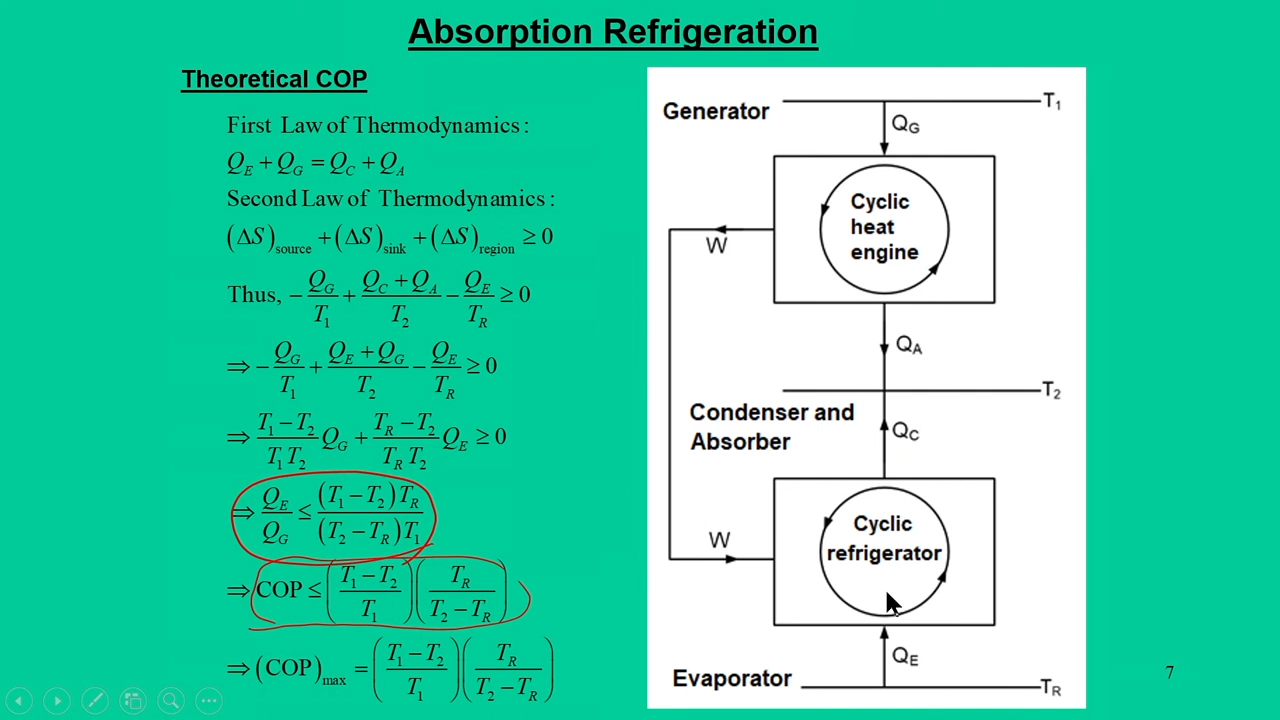 Absorption Refrigeration
Theoretical COP
First Law of Thermodynamics :
Q_E + Q_G = Q_C + Q_A
Second Law of Thermodynamics :
(ΔS)_source + (ΔS)_sink + (ΔS)_region ≥ 0
Thus, −Q_G/T_1 + (Q_C + Q_A)/T_2 − Q_E/T_R ≥ 0
⇒ −Q_G/T_1 + (Q_E + Q_G)/T_2 − Q_E/T_R ≥ 0
⇒ (T_1 − T_2)/(T_1 T_2) Q_G + (T_R − T_2)/(T_R T_2) Q_E ≥ 0
⇒ Q_E/Q_G ≤ (T_1 − T_2)T_R/(T_2 − T_R)T_1
⇒ COP ≤ ((T_1 − T_2)/T_1)(T_R/(T_2 − T_R))
⇒ (COP)_max = ((T_1 − T_2)/T_1)(T_R/(T_2 − T_R))
Generator
T_1
Q_G
Cyclic
heat
engine
W
Q_A
T_2
Condenser and
Absorber
Q_C
W
Cyclic
refrigerator
Q_E
Evaporator
T_R
7